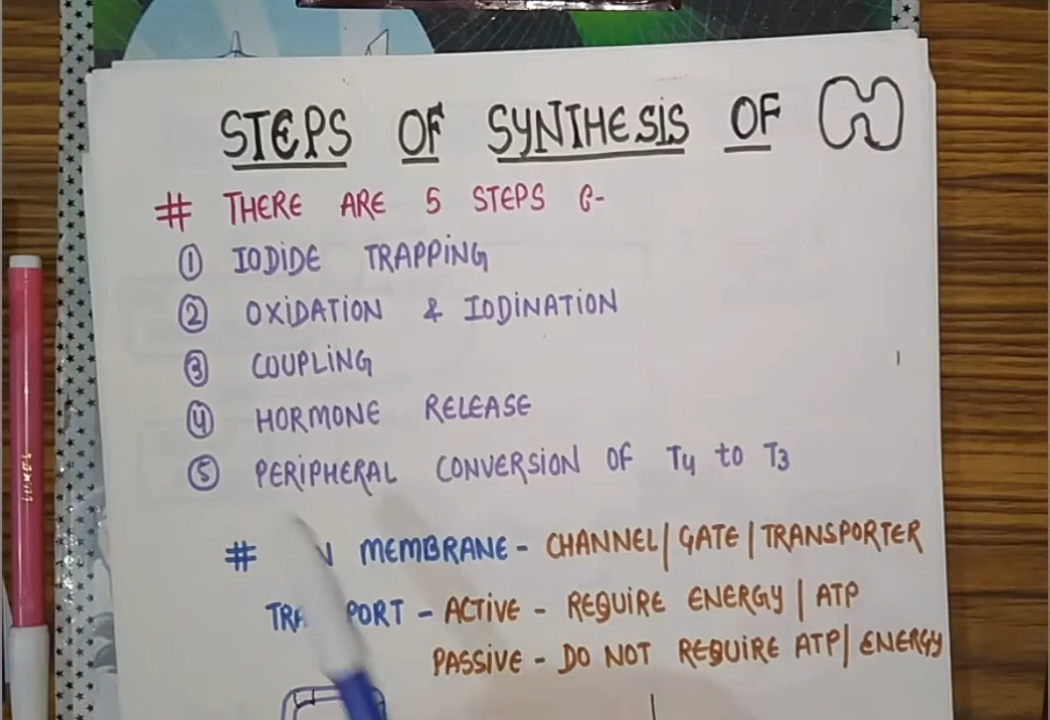 STEPS OF SYNTHESIS OF
# THERE ARE 5 STEPS :-
① IODIDE TRAPPING
② OXIDATION & IODINATION
③ COUPLING
④ HORMONE RELEASE
⑤ PERIPHERAL CONVERSION OF T4 to T3
# MEMBRANE - CHANNEL | GATE | TRANSPORTER
TRANSPORT - ACTIVE - REQUIRE ENERGY | ATP
PASSIVE - DO NOT REQUIRE ATP | ENERGY